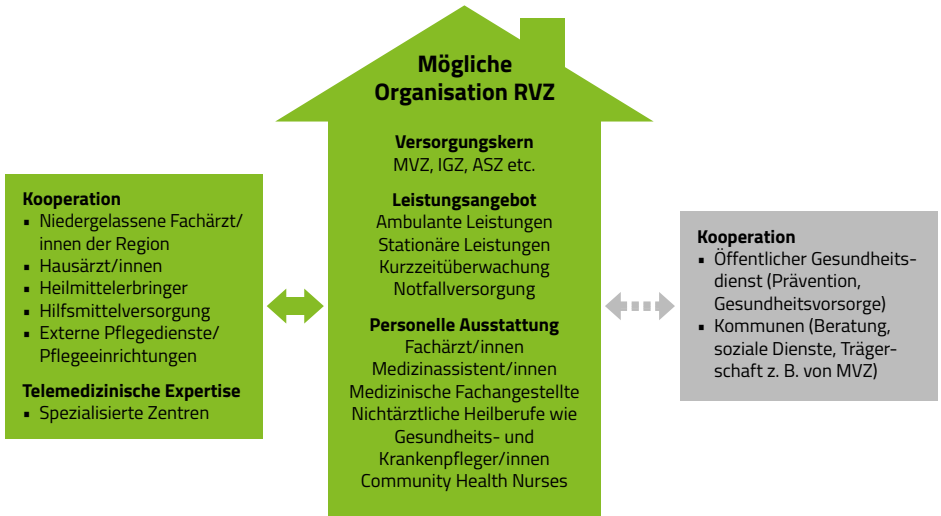 Mögliche
Organisation RVZ
Versorgungskern
MVZ, IGZ, ASZ etc.
Leistungsangebot
Ambulante Leistungen
Stationäre Leistungen
Kurzzeitüberwachung
Notfallversorgung
Personelle Ausstattung
Fachärzt/innen
Medizinassistent/innen
Medizinische Fachangestellte
Nichtärztliche Heilberufe wie
Gesundheits- und
Krankenpfleger/innen
Community Health Nurses
Kooperation
▪ Niedergelassene Fachärzt/
innen der Region
▪ Hausärzt/innen
▪ Heilmittelerbringer
▪ Hilfsmittelversorgung
▪ Externe Pflegedienste/
Pflegeeinrichtungen
Telemedizinische Expertise
▪ Spezialisierte Zentren
Kooperation
▪ Öffentlicher Gesundheits-
dienst (Prävention,
Gesundheitsvorsorge)
▪ Kommunen (Beratung,
soziale Dienste, Träger-
schaft z. B. von MVZ)